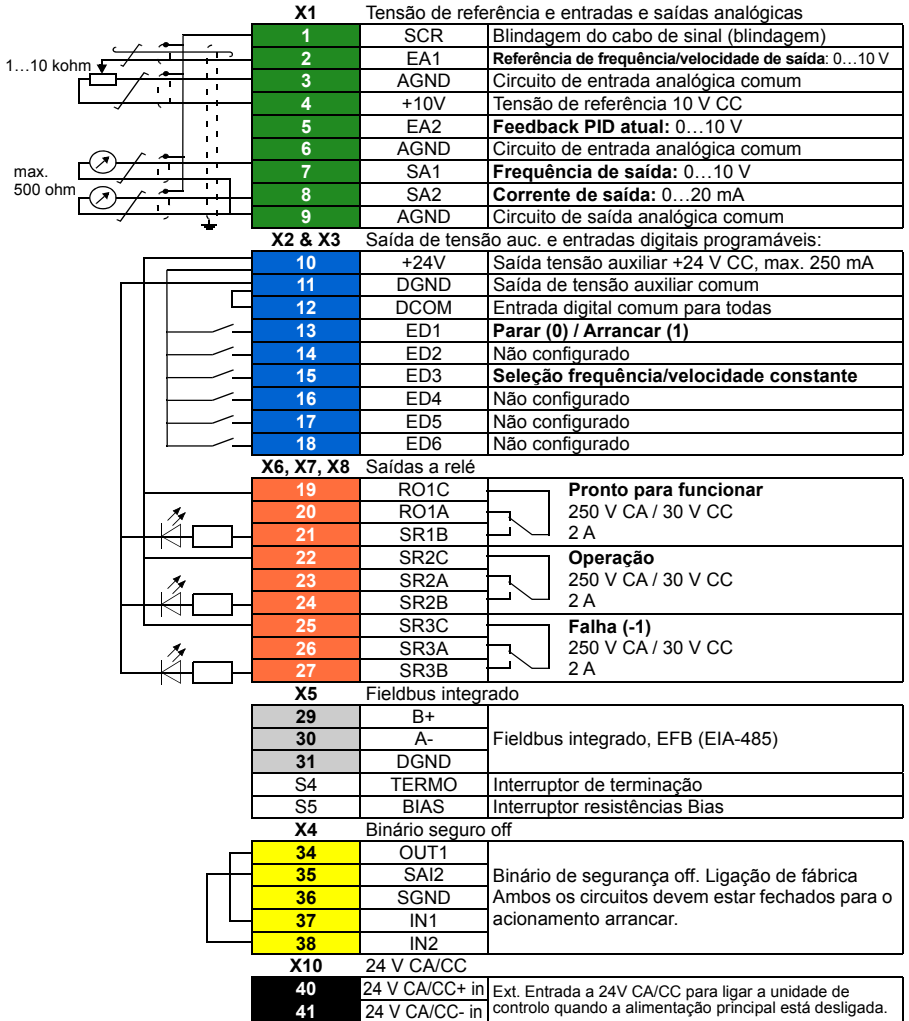 X1 Tensão de referência e entradas e saídas analógicas
1 SCR Blindagem do cabo de sinal (blindagem)
1...10 kohm 2 EA1 Referência de frequência/velocidade de saída: 0...10 V
3 AGND Circuito de entrada analógica comum
4 +10V Tensão de referência 10 V CC
5 EA2 Feedback PID atual: 0...10 V
6 AGND Circuito de entrada analógica comum
max. 7 SA1 Frequência de saída: 0...10 V
500 ohm 8 SA2 Corrente de saída: 0...20 mA
9 AGND Circuito de saída analógica comum
X2 & X3 Saída de tensão auc. e entradas digitais programáveis:
10 +24V Saída tensão auxiliar +24 V CC, max. 250 mA
11 DGND Saída de tensão auxiliar comum
12 DCOM Entrada digital comum para todas
13 ED1 Parar (0) / Arrancar (1)
14 ED2 Não configurado
15 ED3 Seleção frequência/velocidade constante
16 ED4 Não configurado
17 ED5 Não configurado
18 ED6 Não configurado
X6, X7, X8 Saídas a relé
19 RO1C Pronto para funcionar
20 RO1A 250 V CA / 30 V CC
21 SR1B 2 A
22 SR2C Operação
23 SR2A 250 V CA / 30 V CC
24 SR2B 2 A
25 SR3C Falha (-1)
26 SR3A 250 V CA / 30 V CC
27 SR3B 2 A
X5 Fieldbus integrado
29 B+
30 A- Fieldbus integrado, EFB (EIA-485)
31 DGND
S4 TERMO Interruptor de terminação
S5 BIAS Interruptor resistências Bias
X4 Binário seguro off
34 OUT1
35 SAI2 Binário de segurança off. Ligação de fábrica
36 SGND Ambos os circuitos devem estar fechados para o
37 IN1 acionamento arrancar.
38 IN2
X10 24 V CA/CC
40 24 V CA/CC+ in Ext. Entrada a 24V CA/CC para ligar a unidade de
41 24 V CA/CC- in controlo quando a alimentação principal está desligada.